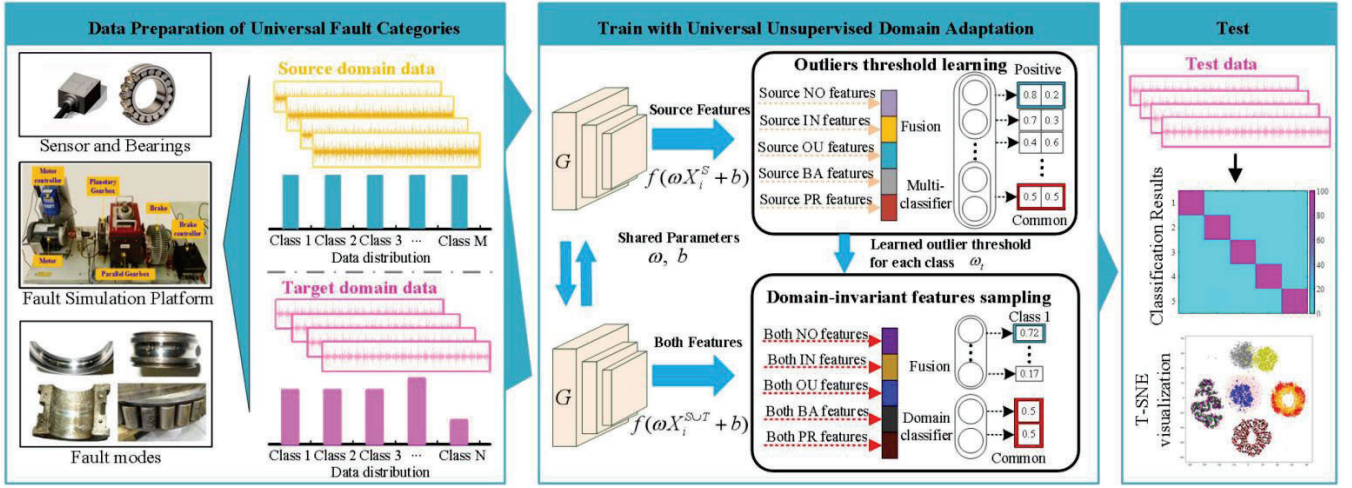 Data Preparation of Universal Fault Categories
Sensor and Bearings
Motor
controller
Planetary
Gearbox
Brake
Brake
controller
Motor
Parallel Gearbox
Fault Simulation Platform
Fault modes
Source domain data
Class 1 Class 2 Class 3 ... Class M
Data distribution
Target domain data
Class 1 Class 2 Class 3 ... Class N
Data distribution
Train with Universal Unsupervised Domain Adaptation
G
Source Features
f(ωX_i^S + b)
Shared Parameters
ω, b
G
Both Features
f(ωX_i^{S∪T} + b)
Outliers threshold learning
Source NO features
Source IN features
Source OU features
Source BA features
Source PR features
Fusion
Multi-
classifier
Positive
0.8 0.2
0.7 0.3
0.4 0.6
0.5 0.5
Common
Learned outlier threshold
for each class ω_t
Domain-invariant features sampling
Both NO features
Both IN features
Both OU features
Both BA features
Both PR features
Fusion
Domain
classifier
Class 1
0.72
0.17
0.5
0.5
Common
Test
Test data
Classification Results
1
2
3
4
5
100
80
60
40
20
0
T-SNE
visualization